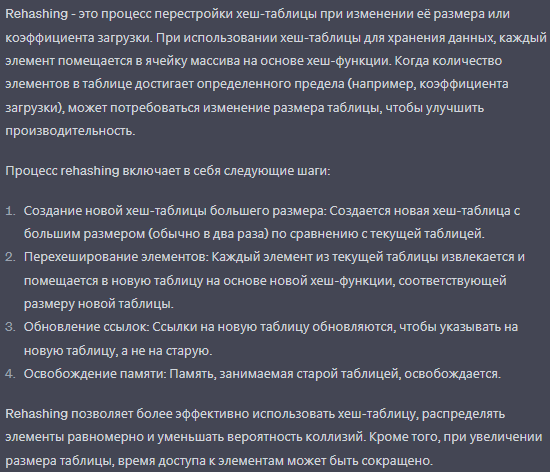 Rehashing - это процесс перестройки хеш-таблицы при изменении её размера или
коэффициента загрузки. При использовании хеш-таблицы для хранения данных, каждый
элемент помещается в ячейку массива на основе хеш-функции. Когда количество
элементов в таблице достигает определенного предела (например, коэффициента
загрузки), может потребоваться изменение размера таблицы, чтобы улучшить
производительность.
Процесс rehashing включает в себя следующие шаги:
1. Создание новой хеш-таблицы большего размера: Создается новая хеш-таблица с
большим размером (обычно в два раза) по сравнению с текущей таблицей.
2. Перехеширование элементов: Каждый элемент из текущей таблицы извлекается и
помещается в новую таблицу на основе новой хеш-функции, соответствующей
размеру новой таблицы.
3. Обновление ссылок: Ссылки на новую таблицу обновляются, чтобы указывать на
новую таблицу, а не на старую.
4. Освобождение памяти: Память, занимаемая старой таблицей, освобождается.
Rehashing позволяет более эффективно использовать хеш-таблицу, распределять
элементы равномерно и уменьшать вероятность коллизий. Кроме того, при увеличении
размера таблицы, время доступа к элементам может быть сокращено.